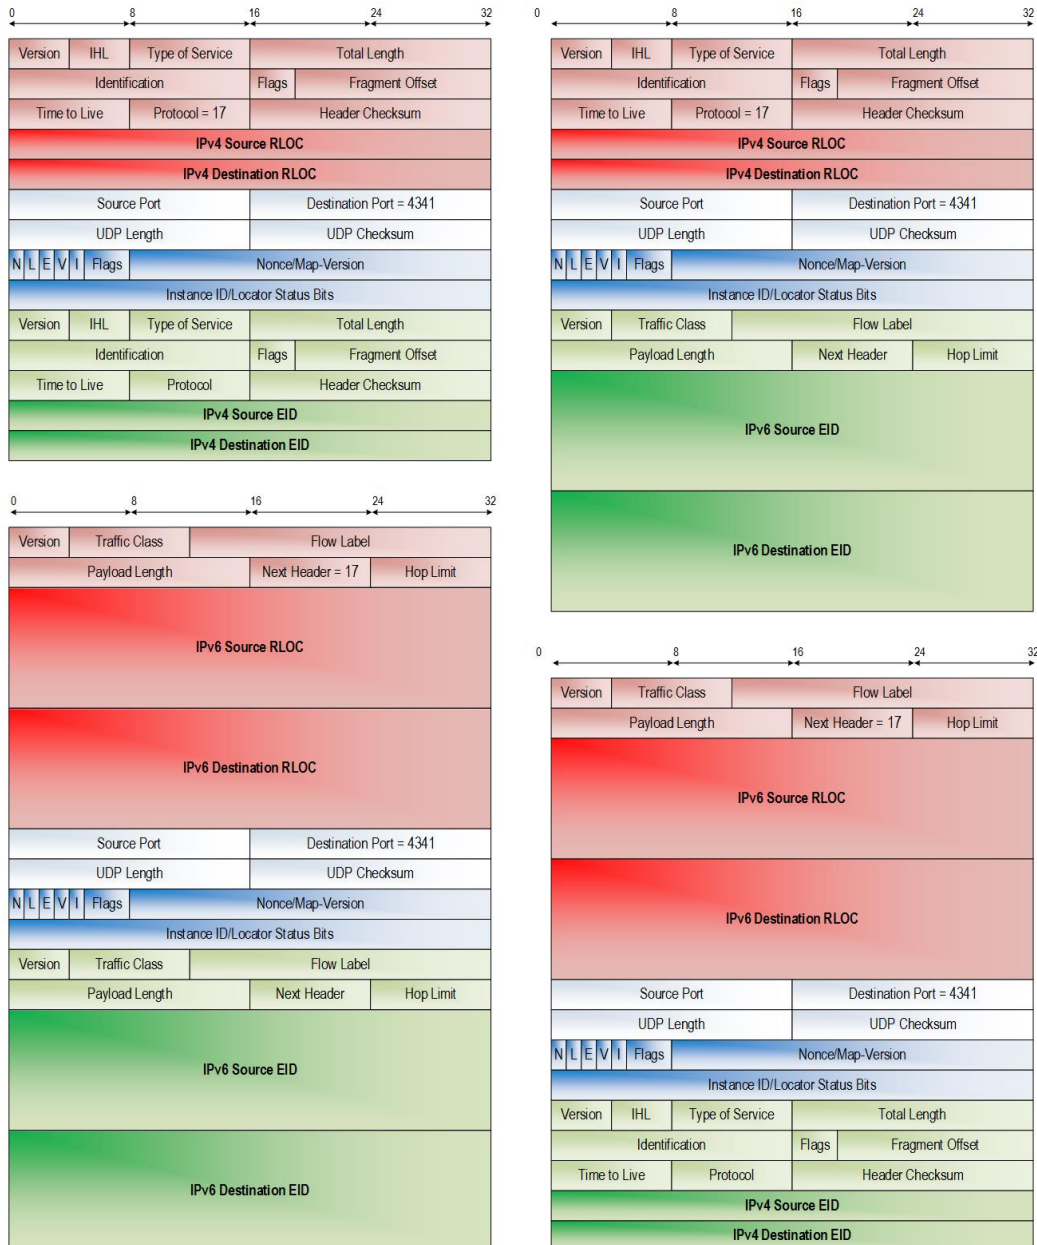 0 8 16 24 32
Version IHL Type of Service Total Length
Identification Flags Fragment Offset
Time to Live Protocol = 17 Header Checksum
IPv4 Source RLOC
IPv4 Destination RLOC
Source Port Destination Port = 4341
UDP Length UDP Checksum
N L E V I Flags Nonce/Map-Version
Instance ID/Locator Status Bits
Version IHL Type of Service Total Length
Identification Flags Fragment Offset
Time to Live Protocol Header Checksum
IPv4 Source EID
IPv4 Destination EID
0 8 16 24 32
Version IHL Type of Service Total Length
Identification Flags Fragment Offset
Time to Live Protocol = 17 Header Checksum
IPv4 Source RLOC
IPv4 Destination RLOC
Source Port Destination Port = 4341
UDP Length UDP Checksum
N L E V I Flags Nonce/Map-Version
Instance ID/Locator Status Bits
Version Traffic Class Flow Label
Payload Length Next Header Hop Limit
IPv6 Source EID
IPv6 Destination EID
0 8 16 24 32
Version Traffic Class Flow Label
Payload Length Next Header = 17 Hop Limit
IPv6 Source RLOC
IPv6 Destination RLOC
Source Port Destination Port = 4341
UDP Length UDP Checksum
N L E V I Flags Nonce/Map-Version
Instance ID/Locator Status Bits
Version Traffic Class Flow Label
Payload Length Next Header Hop Limit
IPv6 Source EID
IPv6 Destination EID
0 8 16 24 32
Version Traffic Class Flow Label
Payload Length Next Header = 17 Hop Limit
IPv6 Source RLOC
IPv6 Destination RLOC
Source Port Destination Port = 4341
UDP Length UDP Checksum
N L E V I Flags Nonce/Map-Version
Instance ID/Locator Status Bits
Version IHL Type of Service Total Length
Identification Flags Fragment Offset
Time to Live Protocol Header Checksum
IPv4 Source EID
IPv4 Destination EID